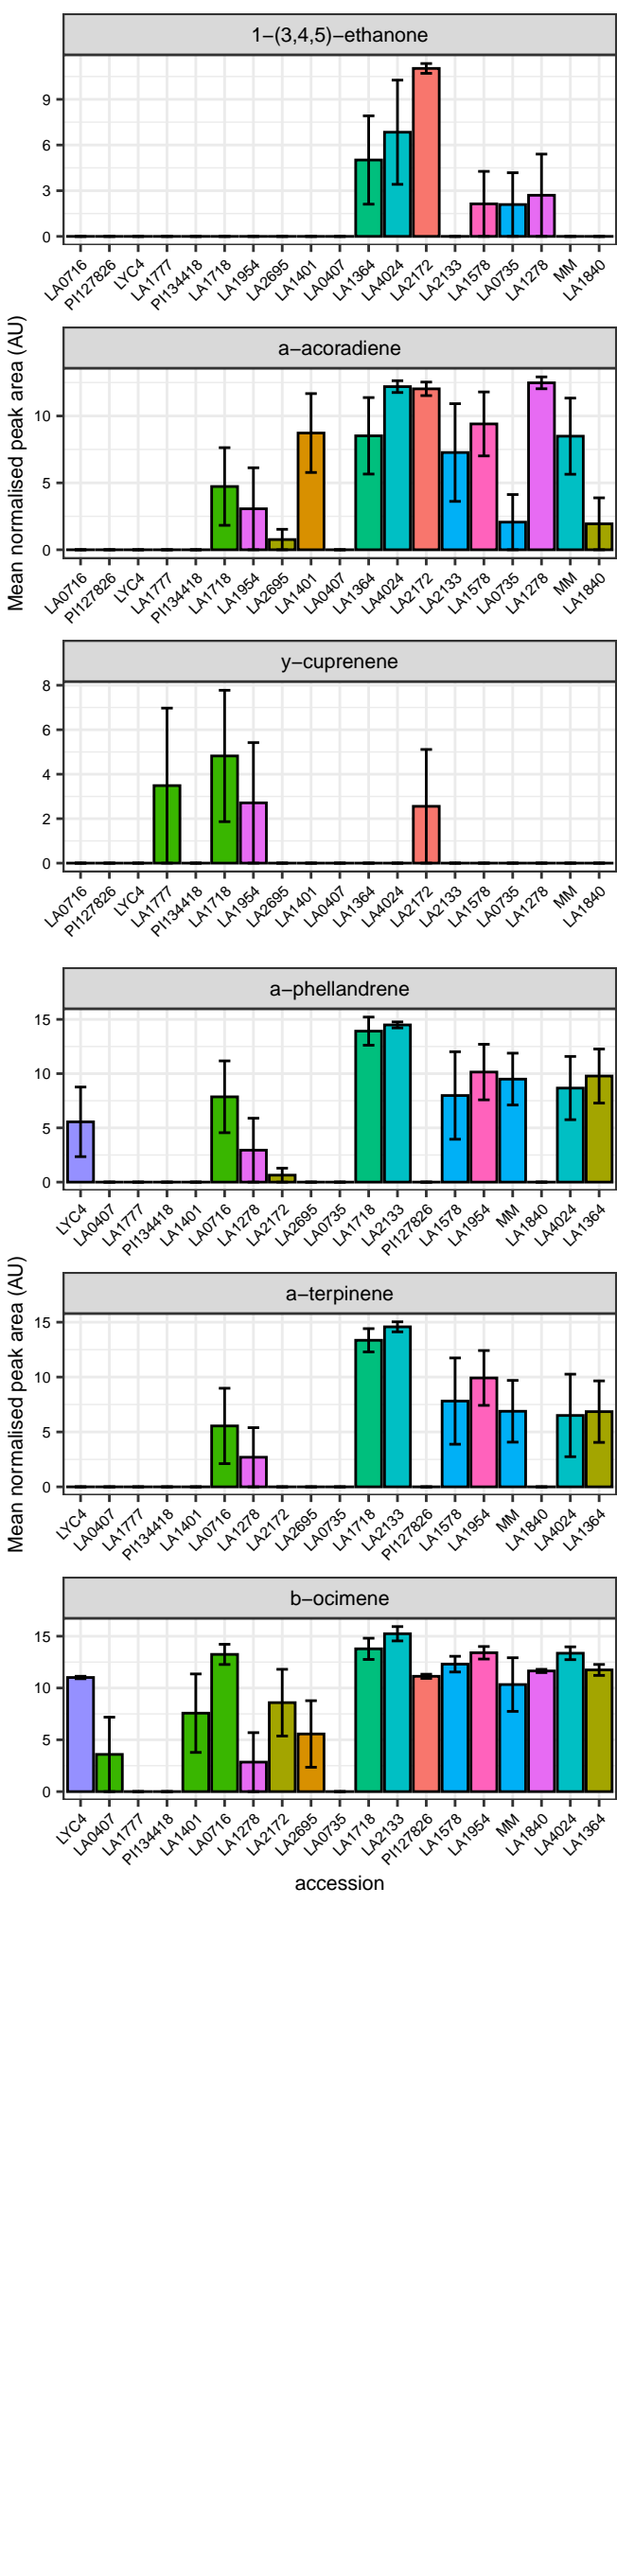 1−(3,4,5)−ethanone
9
6
3
0
LA0716 PI127826 LYC4 LA1777 PI134418 LA1718 LA1954 LA2695 LA1401 LA0407 LA1364 LA4024 LA2172 LA2133 LA1578 LA0735 LA1278 MM LA1840
Mean normalised peak area (AU)
a−acoradiene
10
5
0
LA0716 PI127826 LYC4 LA1777 PI134418 LA1718 LA1954 LA2695 LA1401 LA0407 LA1364 LA4024 LA2172 LA2133 LA1578 LA0735 LA1278 MM LA1840
y−cuprenene
8
6
4
2
0
LA0716 PI127826 LYC4 LA1777 PI134418 LA1718 LA1954 LA2695 LA1401 LA0407 LA1364 LA4024 LA2172 LA2133 LA1578 LA0735 LA1278 MM LA1840
a−phellandrene
15
10
5
0
LYC4 LA0407 LA1777 PI134418 LA1401 LA0716 LA1278 LA2172 LA2695 LA0735 LA1718 LA2133 PI127826 LA1578 LA1954 MM LA1840 LA4024 LA1364
Mean normalised peak area (AU)
a−terpinene
15
10
5
0
LYC4 LA0407 LA1777 PI134418 LA1401 LA0716 LA1278 LA2172 LA2695 LA0735 LA1718 LA2133 PI127826 LA1578 LA1954 MM LA1840 LA4024 LA1364
b−ocimene
15
10
5
0
LYC4 LA0407 LA1777 PI134418 LA1401 LA0716 LA1278 LA2172 LA2695 LA0735 LA1718 LA2133 PI127826 LA1578 LA1954 MM LA1840 LA4024 LA1364
accession